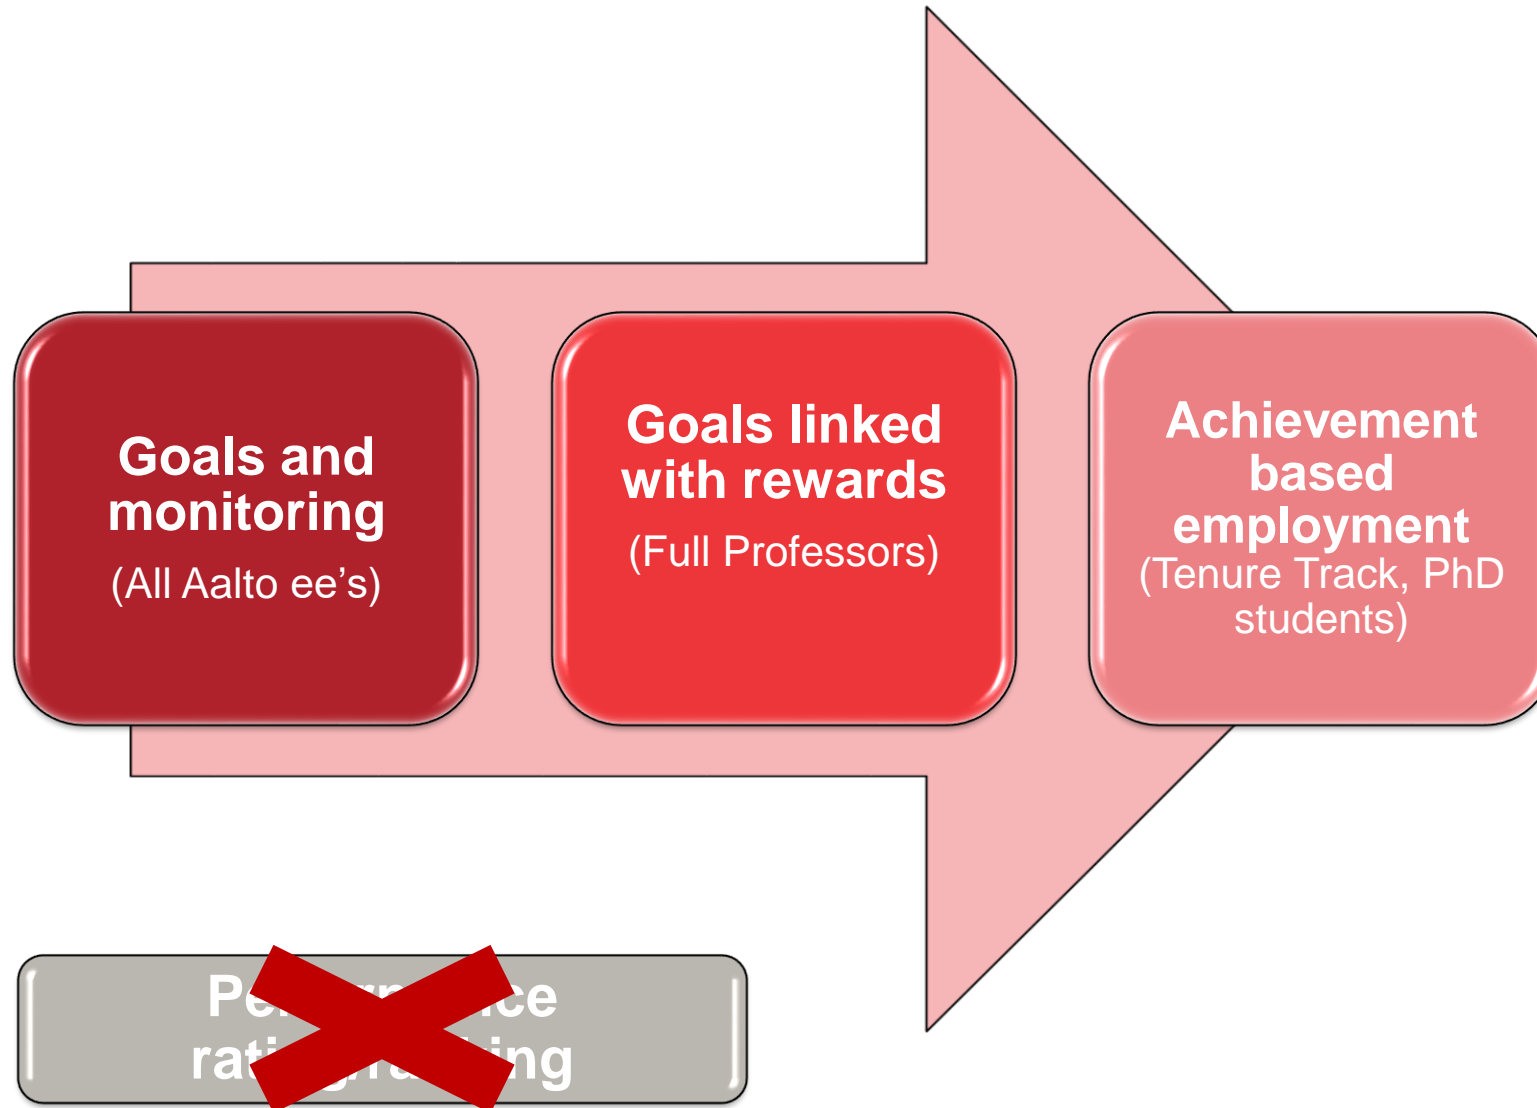 Goals and
monitoring
(All Aalto ee's)
Goals linked
with rewards
(Full Professors)
Achievement
based
employment
(Tenure Track, PhD
students)